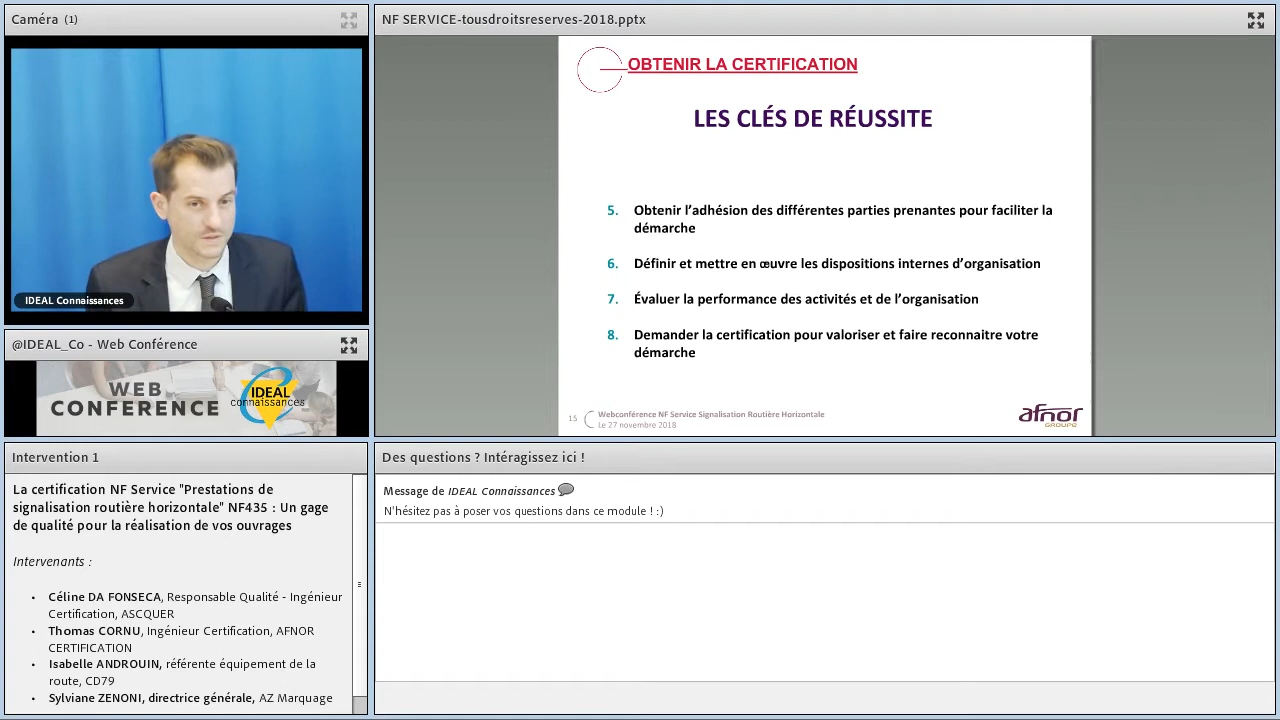 Caméra (1)
IDEAL Connaissances
@IDEAL_Co - Web Conférence
WEB
CONFERENCE
IDEAL
connaissances
NF SERVICE-tousdroitsreserves-2018.pptx
OBTENIR LA CERTIFICATION
LES CLÉS DE RÉUSSITE
5. Obtenir l’adhésion des différentes parties prenantes pour faciliter la
démarche
6. Définir et mettre en œuvre les dispositions internes d’organisation
7. Évaluer la performance des activités et de l’organisation
8. Demander la certification pour valoriser et faire reconnaitre votre
démarche
15 Webconférence NF Service Signalisation Routière Horizontale
Le 27 novembre 2018
afnor
GROUPE
Intervention 1
La certification NF Service "Prestations de
signalisation routière horizontale" NF435 : Un gage
de qualité pour la réalisation de vos ouvrages
Intervenants :
• Céline DA FONSECA, Responsable Qualité - Ingénieur
Certification, ASCQUER
• Thomas CORNU, Ingénieur Certification, AFNOR
CERTIFICATION
• Isabelle ANDROUIN, référente équipement de la
route, CD79
• Sylviane ZENONI, directrice générale, AZ Marquage
Des questions ? Intéragissez ici !
Message de IDEAL Connaissances
N'hésitez pas à poser vos questions dans ce module ! :)